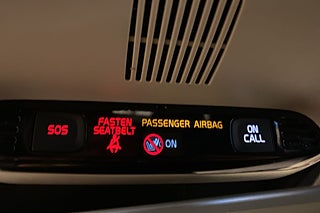 SOS
FASTEN
SEATBELT
PASSENGER AIRBAG
ON
ON
CALL